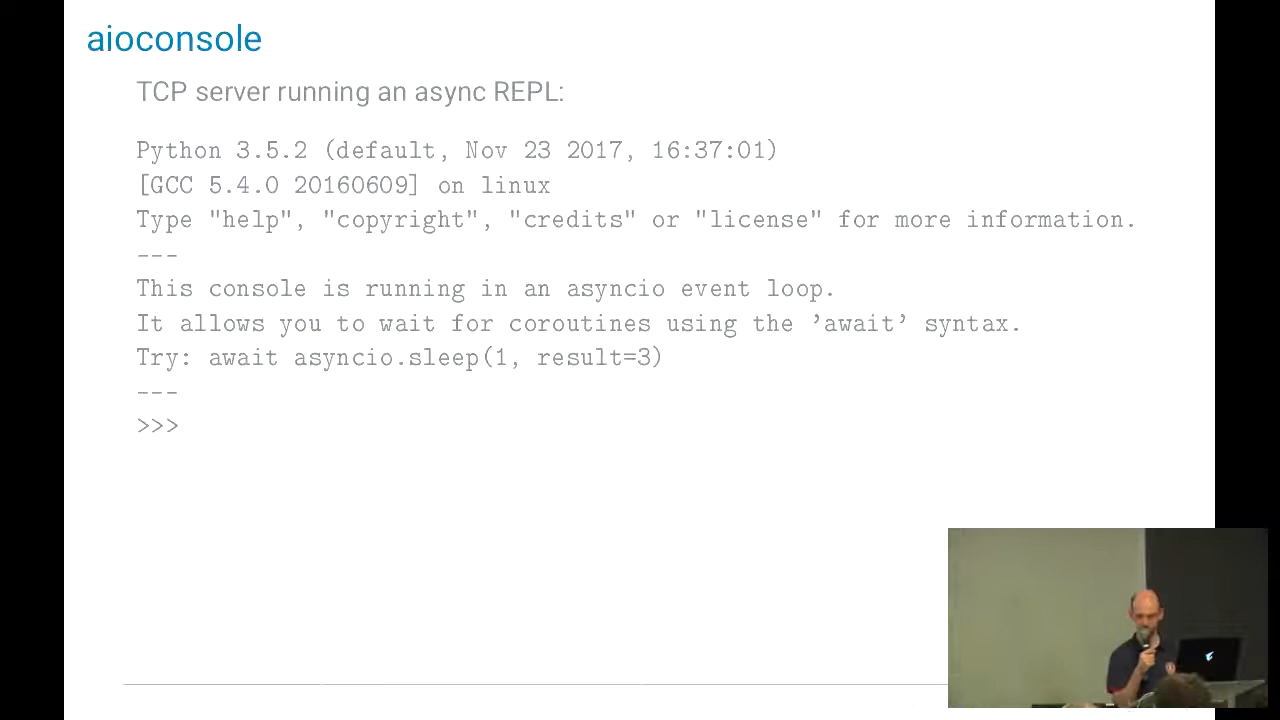 aioconsole
TCP server running an async REPL:
Python 3.5.2 (default, Nov 23 2017, 16:37:01)
[GCC 5.4.0 20160609] on linux
Type "help", "copyright", "credits" or "license" for more information.
---
This console is running in an asyncio event loop.
It allows you to wait for coroutines using the ’await’ syntax.
Try: await asyncio.sleep(1, result=3)
---
>>>